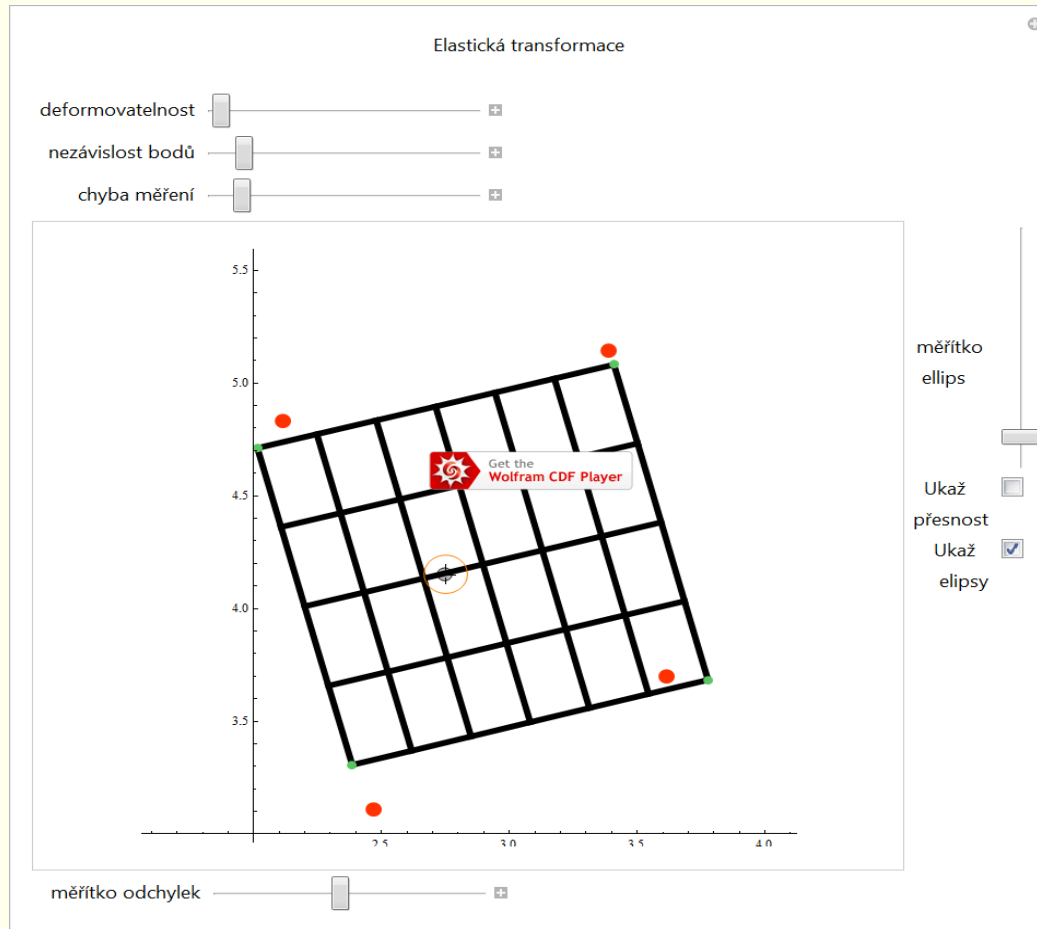 Elastická transformace
deformovatelnost
nezávislost bodů
chyba měření
5.5
5.0
4.5
4.0
3.5
2.5
3.0
3.5
4.0
Get the
Wolfram CDF Player
měřítko
ellips
Ukaž
přesnost
Ukaž
elipsy
měřítko odchylek